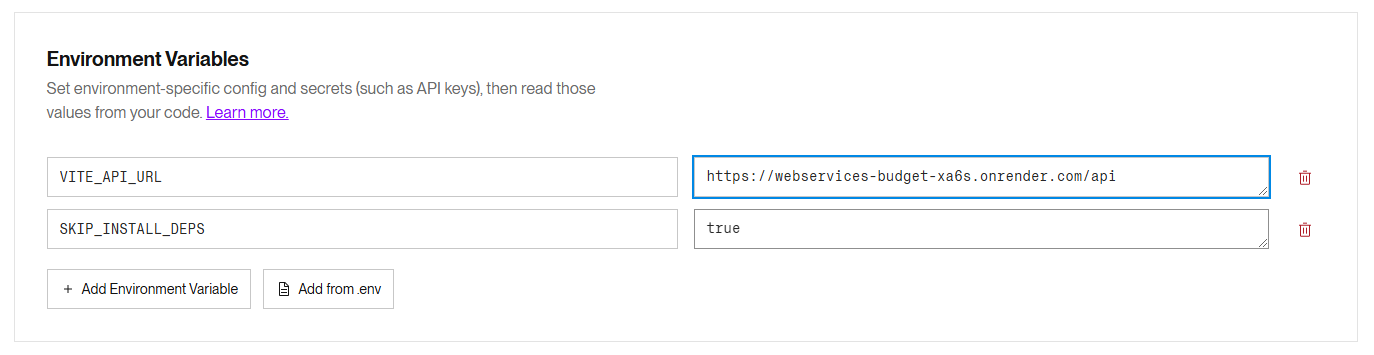 Environment Variables
Set environment-specific config and secrets (such as API keys), then read those
values from your code. Learn more.
VITE_API_URL
https://webservices-budget-xa6s.onrender.com/api
SKIP_INSTALL_DEPS
true
+ Add Environment Variable
Add from .env